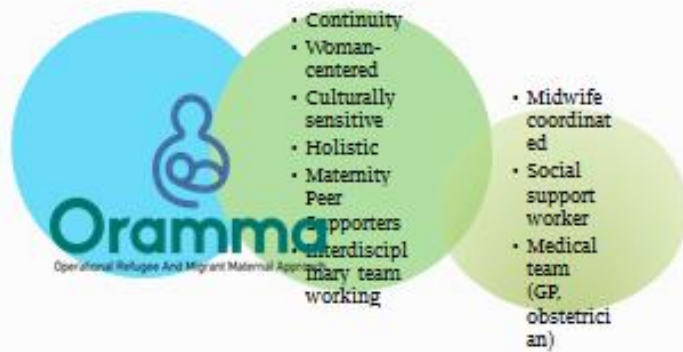 • Continuity
• Woman-
centered
• Culturally
sensitive
• Holistic
• Maternity
Peer
Supporters
• Interdiscipl
inary team
working
Oramma
Operational Refugee And Migrant Maternal Approach
• Midwife
coordinat
ed
• Social
support
worker
• Medical
team
(GP,
obstetrici
an)